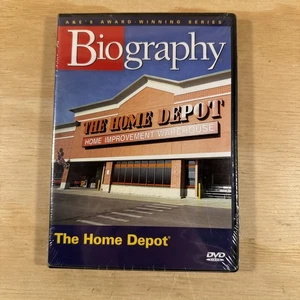 A&E'S AWARD-WINNING SERIES
Biography
THE HOME DEPOT
HOME IMPROVEMENT WAREHOUSE
The Home Depot®
DVD